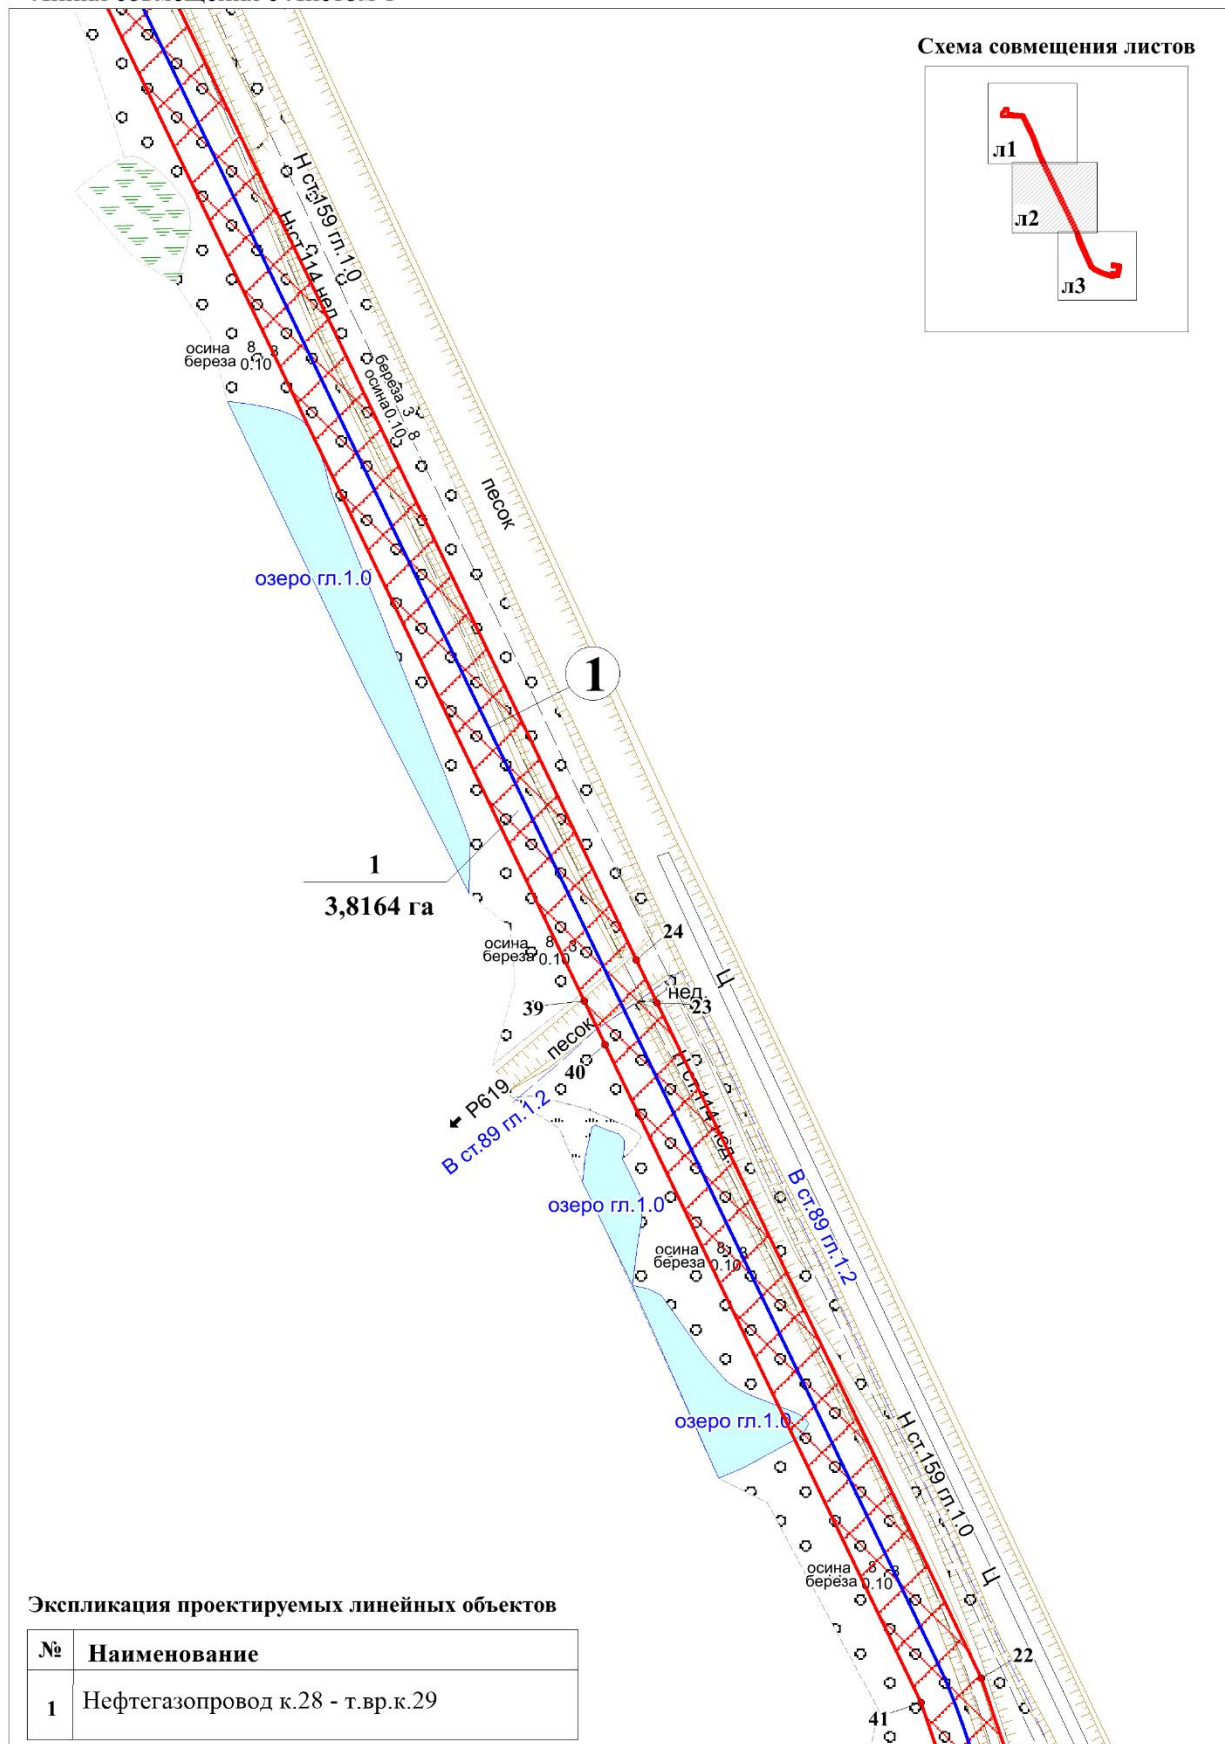 Схема совмещения листов
л1
л2
л3
Н ст.159 гл.1.0
Н ст.114 нед.
осина 8 3
береза 0.10
береза 3 8
осина 0.10
песок
озеро гл.1.0
1
1
3,8164 га
24
осина 8 3
береза 0.10
Ц
нед.
23
39
песок
40
Р619
В ст.89 гл.1.2
Н ст.114 нед.
озеро гл.1.0
В ст.89 гл.1.2
осина 8 3
береза 0.10
озеро гл.1.0
Н ст.159 гл.1.0
осина 8 3
береза 0.10
Ц
22
41
Экспликация проектируемых линейных объектов
№ Наименование
1 Нефтегазопровод к.28 - т.вр.к.29